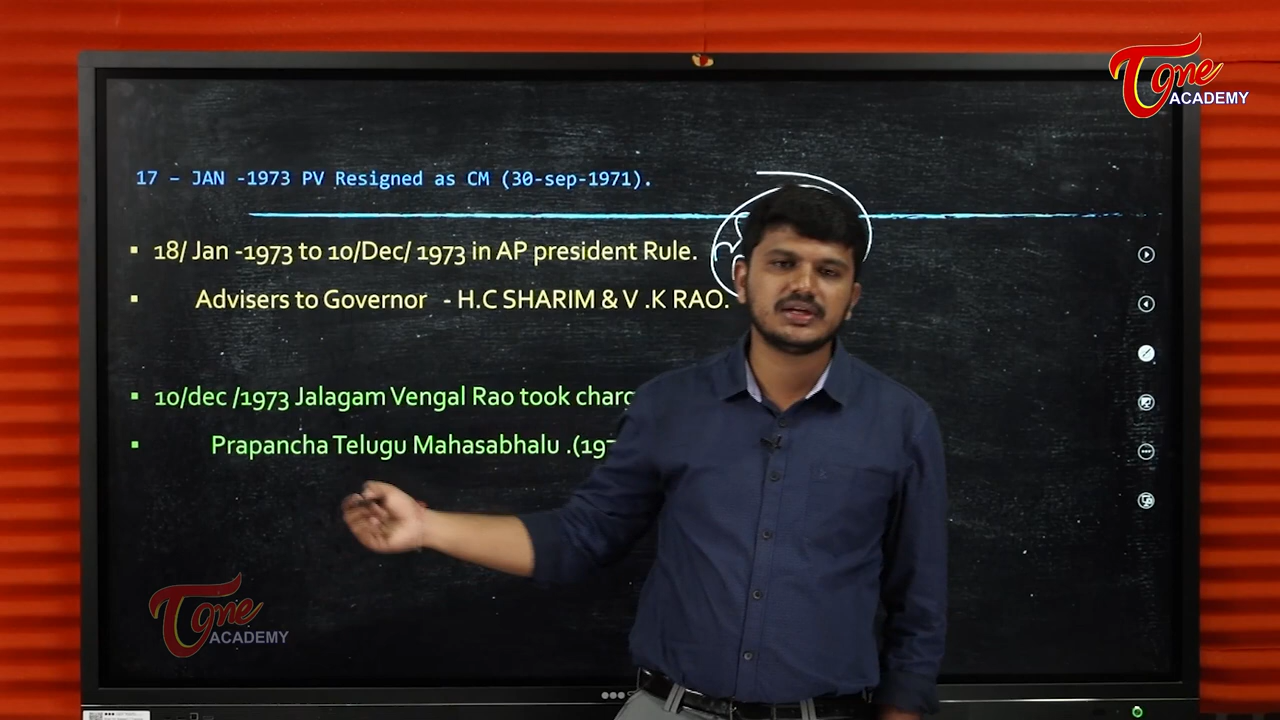 Tone
ACADEMY
17 – JAN -1973 PV Resigned as CM (30-sep-1971).
18/ Jan -1973 to 10/Dec/ 1973 in AP president Rule.
Advisers to Governor - H.C SHARIM & V .K RAO.
10/dec /1973 Jalagam Vengal Rao took
Prapancha Telugu Mahasabhalu
Tone
ACADEMY